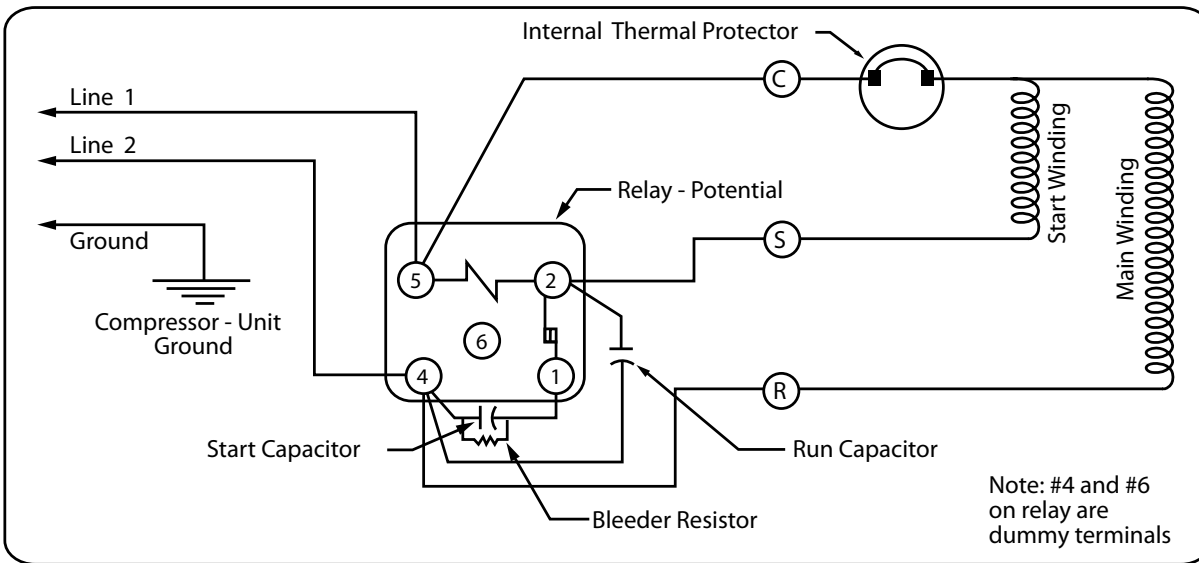 Internal Thermal Protector
C
Line 1
Line 2
Start Winding
Main Winding
Relay - Potential
S
Ground
5
2
Compressor - Unit
Ground
6
4
1
R
Start Capacitor
Run Capacitor
Bleeder Resistor
Note: #4 and #6
on relay are
dummy terminals